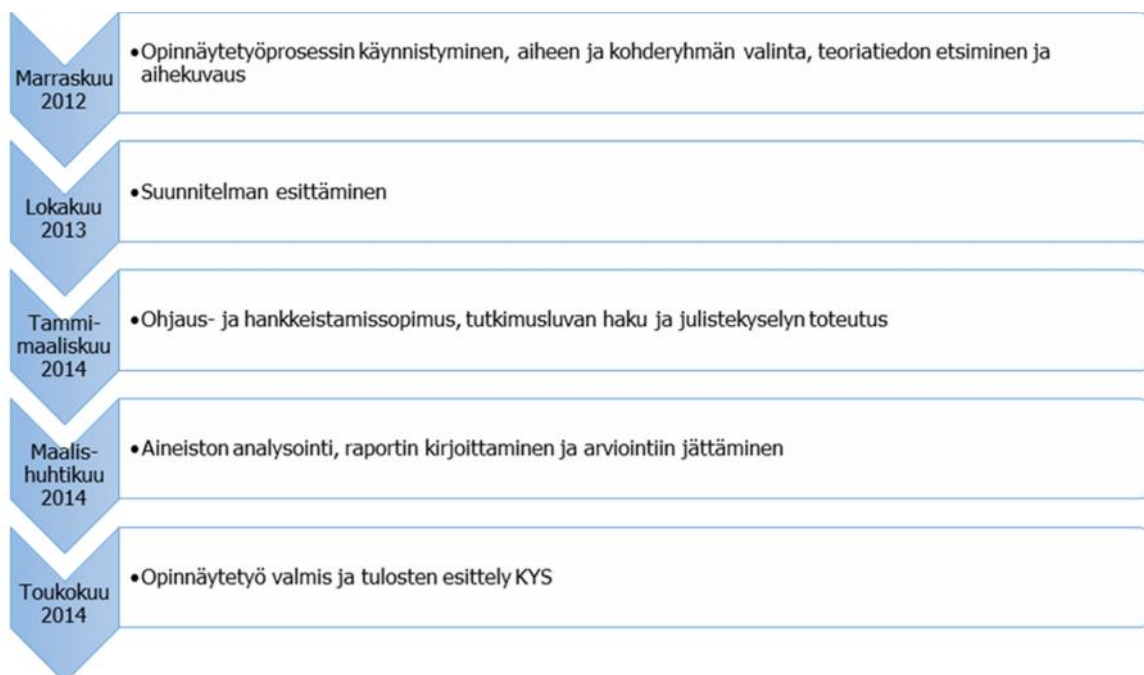 Marraskuu
2012
•Opinnäytetyöprosessin käynnistyminen, aiheen ja kohderyhmän valinta, teoriatiedon etsiminen ja
aihekuvaus
Lokakuu
2013
•Suunnitelman esittäminen
Tammi-
maaliskuu
2014
•Ohjaus- ja hankkeistamissopimus, tutkimusluvan haku ja julistekyselyn toteutus
Maalis-
huhtikuu
2014
•Aineiston analysointi, raportin kirjoittaminen ja arviointiin jättäminen
Toukokuu
2014
•Opinnäytetyö valmis ja tulosten esittely KYS